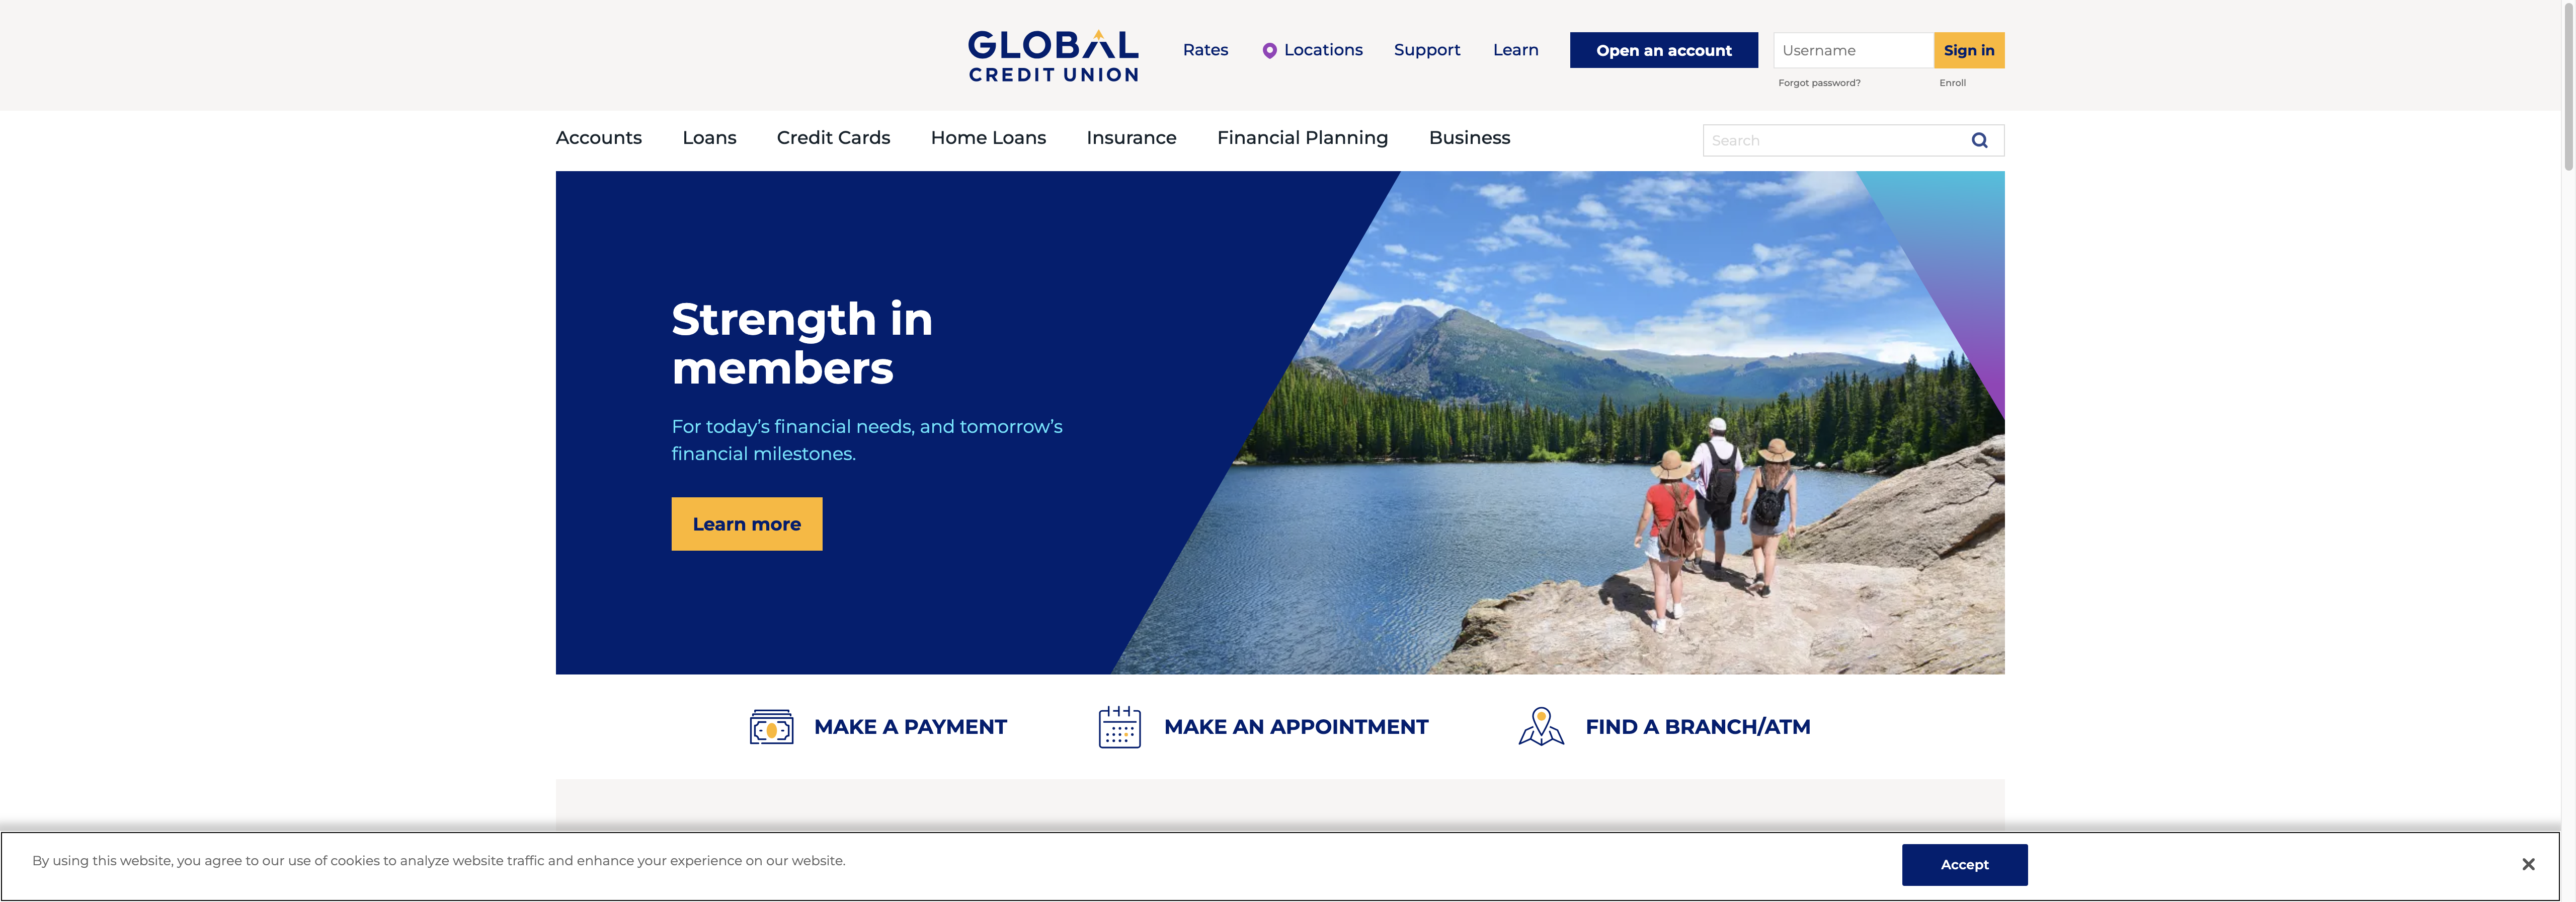 GLOBAL
CREDIT UNION
Rates
Locations
Support
Learn
Open an account
Username
Sign in
Forgot password?
Enroll
Accounts
Loans
Credit Cards
Home Loans
Insurance
Financial Planning
Business
Search
Strength in
members
For today's financial needs, and tomorrow's
financial milestones.
Learn more
MAKE A PAYMENT
MAKE AN APPOINTMENT
FIND A BRANCH/ATM
By using this website, you agree to our use of cookies to analyze website traffic and enhance your experience on our website.
Accept